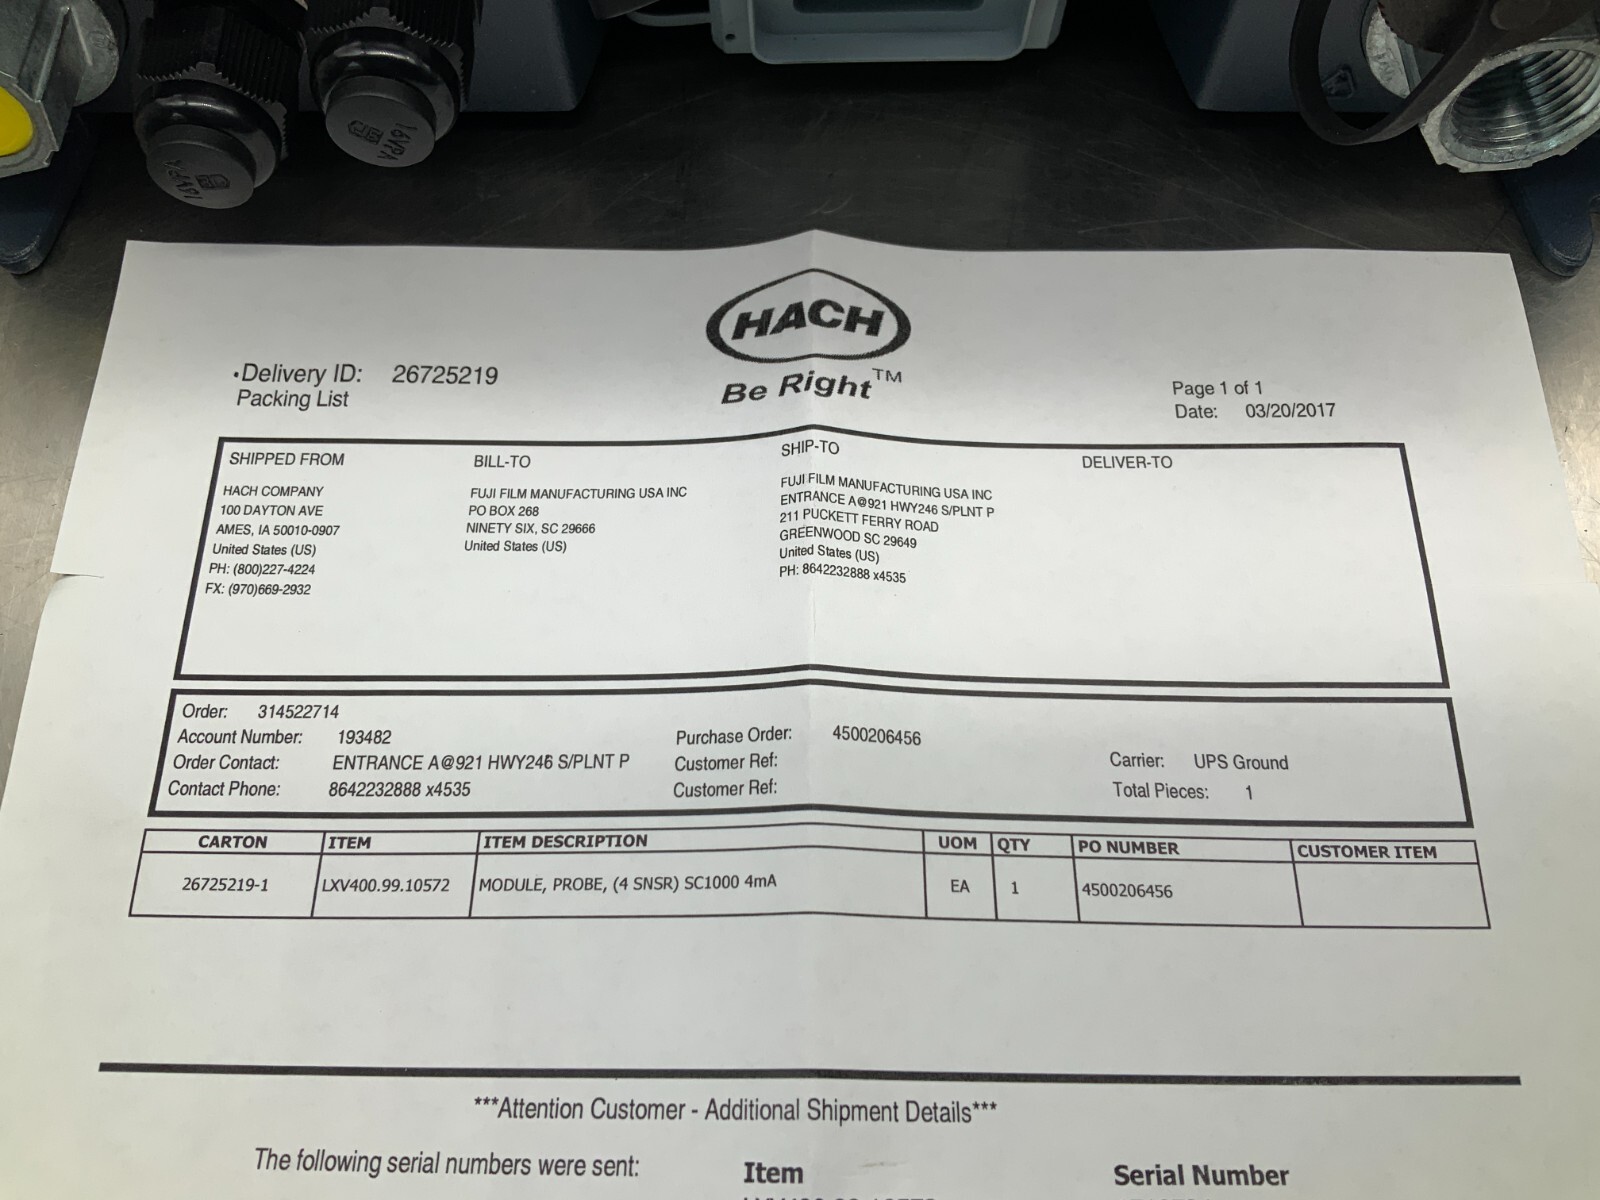 16VPA
16VPA
HACH
Be Right™
•Delivery ID: 26725219
Packing List
Page 1 of 1
Date: 03/20/2017
SHIPPED FROM
HACH COMPANY
100 DAYTON AVE
AMES, IA 50010-0907
United States (US)
PH: (800)227-4224
FX: (970)669-2932
BILL-TO
FUJI FILM MANUFACTURING USA INC
PO BOX 268
NINETY SIX, SC 29666
United States (US)
SHIP-TO
FUJI FILM MANUFACTURING USA INC
ENTRANCE A@921 HWY246 S/PLNT P
211 PUCKETT FERRY ROAD
GREENWOOD SC 29649
United States (US)
PH: 8642232888 x4535
DELIVER-TO
Order: 314522714
Account Number: 193482
Order Contact: ENTRANCE A@921 HWY246 S/PLNT P
Contact Phone: 8642232888 x4535
Purchase Order: 4500206456
Customer Ref:
Customer Ref:
Carrier: UPS Ground
Total Pieces: 1
CARTON ITEM ITEM DESCRIPTION UOM QTY PO NUMBER CUSTOMER ITEM
26725219-1 LXV400.99.10572 MODULE, PROBE, (4 SNSR) SC1000 4mA EA 1 4500206456
***Attention Customer - Additional Shipment Details***
The following serial numbers were sent: Item Serial Number